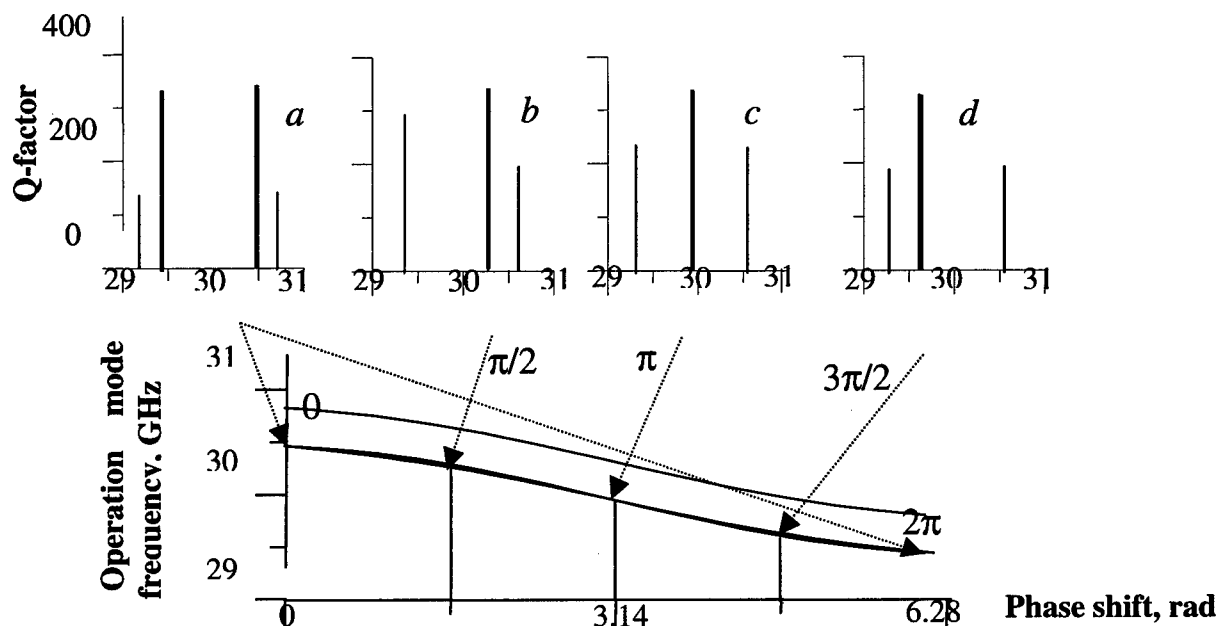 400
200
0
Q-factor
a
b
c
d
29 30 31
29 30 31
29 30 31
29 30 31
Operation mode
frequency. GHz
31
30
29
0
π/2
π
3π/2
2π
0 3.14 6.28
Phase shift, rad